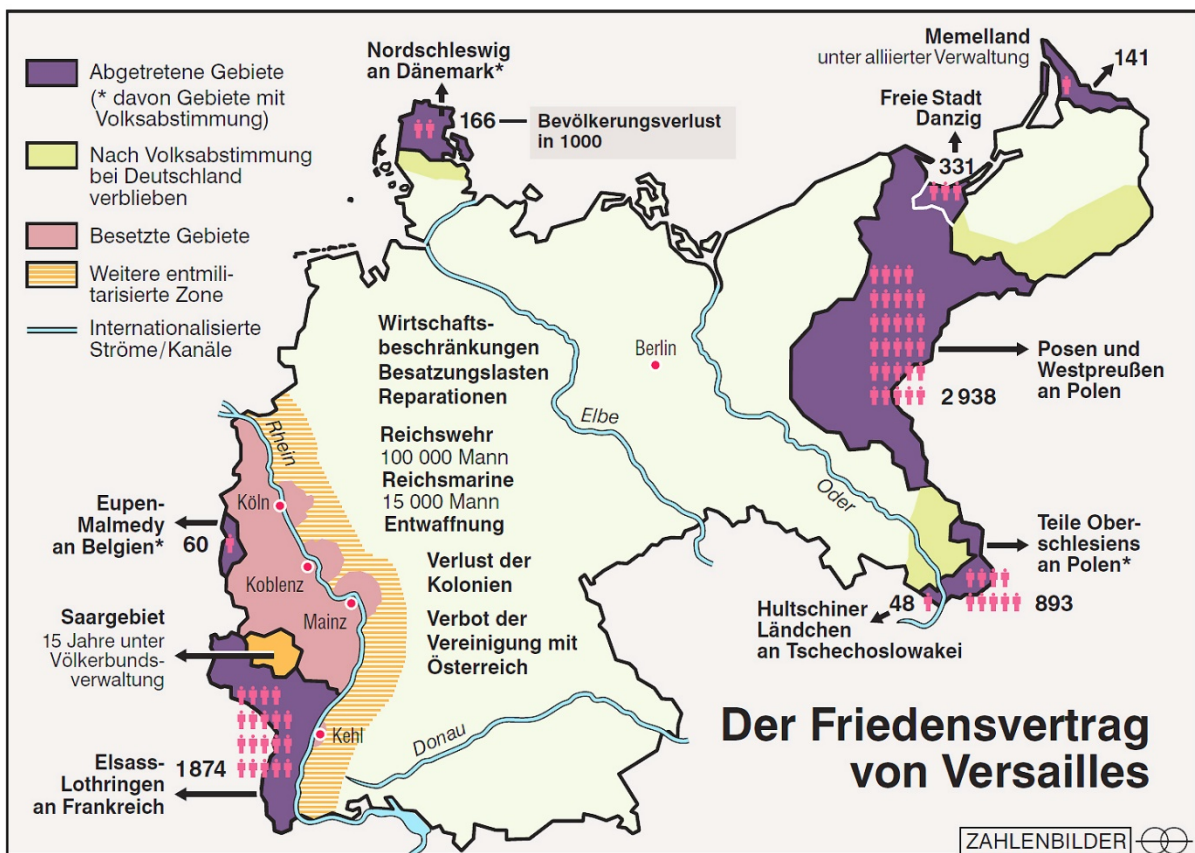 Abgetretene Gebiete
(* davon Gebiete mit
Volksabstimmung)
Nach Volksabstimmung
bei Deutschland
verblieben
Besetzte Gebiete
Weitere entmili-
tarisierte Zone
Internationalisierte
Ströme/Kanäle
Nordschleswig
an Dänemark*
166
Bevölkerungsverlust
in 1000
Memelland
unter alliierter Verwaltung
141
Freie Stadt
Danzig
331
Wirtschafts-
beschränkungen
Besatzungslasten
Reparationen
Reichswehr
100 000 Mann
Reichsmarine
15 000 Mann
Entwaffnung
Verlust der
Kolonien
Verbot der
Vereinigung mit
Österreich
Berlin
Elbe
Oder
Rhein
Donau
Köln
Koblenz
Mainz
Kehl
Posen und
Westpreußen
an Polen
2 938
Eupen-
Malmedy
an Belgien*
60
Saargebiet
15 Jahre unter
Völkerbunds-
verwaltung
Elsass-
Lothringen
an Frankreich
1 874
Teile Ober-
schlesiens
an Polen*
893
48
Hultschiner
Ländchen
an Tschechoslowakei
Der Friedensvertrag
von Versailles
ZAHLENBILDER